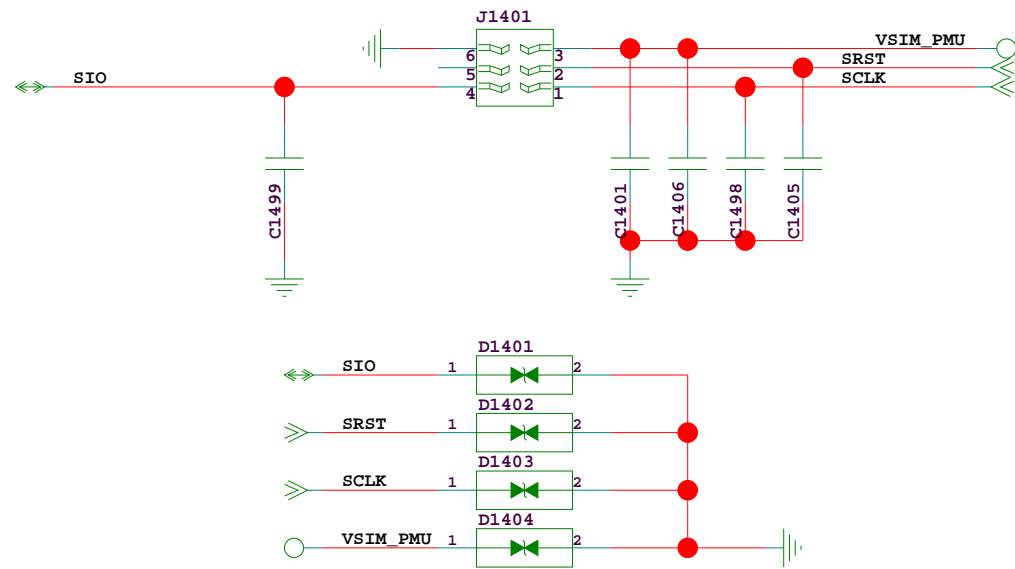 J1401
VSIM_PMU
6 3 SRST
SIO 5 2 SCLK
4 1
C1499 C1401 C1406 C1498 C1405
D1401
SIO 1 2
D1402
SRST 1 2
D1403
SCLK 1 2
D1404
VSIM_PMU 1 2